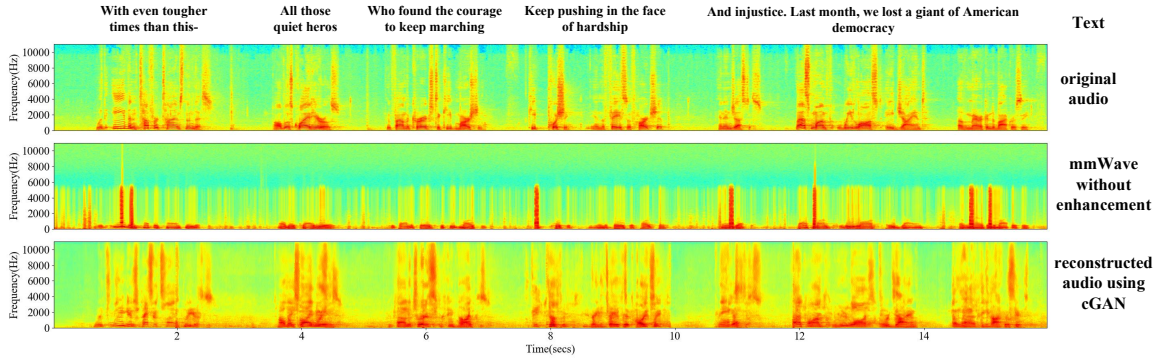 With even tougher
times than this-
All those
quiet heros
Who found the courage
to keep marching
Keep pushing in the face
of hardship
And injustice. Last month, we lost a giant of American
democracy
Text
Frequency(Hz)
10000
8000
6000
4000
2000
0
original
audio
Frequency(Hz)
10000
8000
6000
4000
2000
0
mmWave
without
enhancement
Frequency(Hz)
10000
8000
6000
4000
2000
0
reconstructed
audio using
cGAN
2
4
6
8
10
12
14
Time(secs)